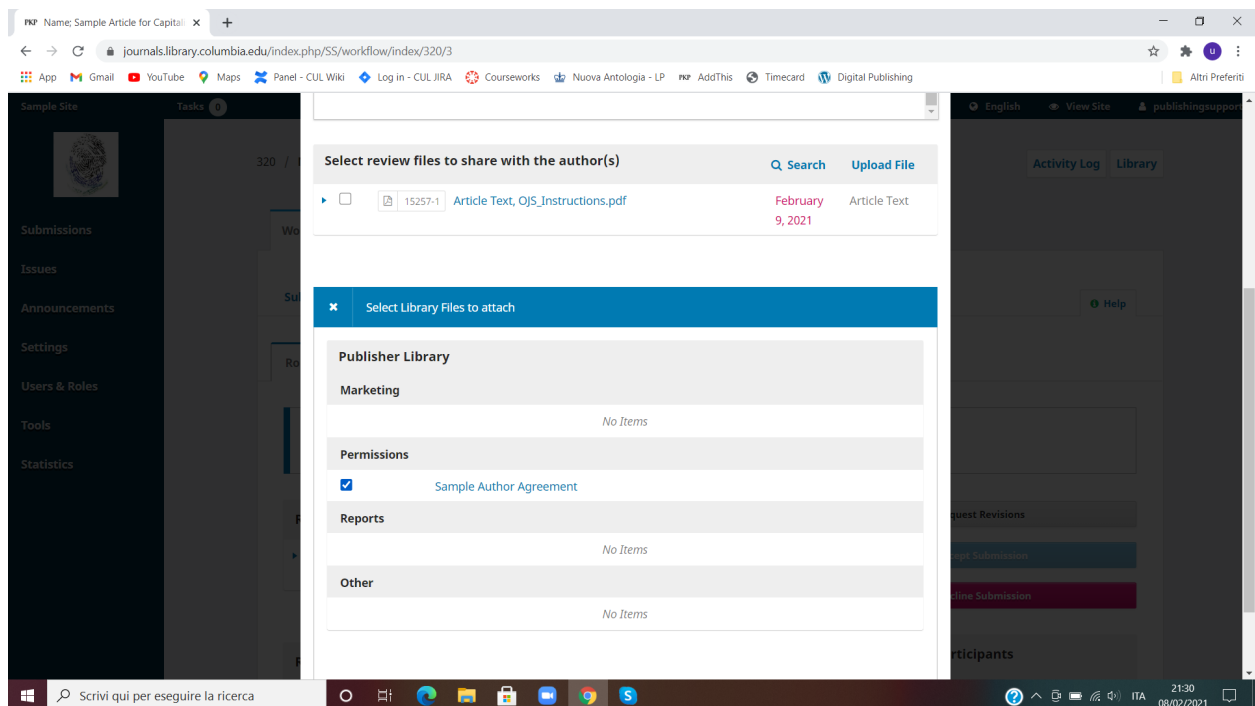 PKP Name; Sample Article for Capitali
journals.library.columbia.edu/index.php/SS/workflow/index/320/3
u
App Gmail YouTube Maps Panel - CUL Wiki Log in - CUL JIRA Courseworks Nuova Antologia - LP PKP AddThis Timecard Digital Publishing Altri Preferiti
Sample Site Tasks 0 English View Site publishingsupport
Select review files to share with the author(s) Search Upload File
320 / Activity Log Library
15257-1 Article Text, OJS_Instructions.pdf February 9, 2021 Article Text
Submissions
Issues
Announcements
Select Library Files to attach
Help
Settings
Publisher Library
Users & Roles
Marketing
No Items
Tools
Permissions
Statistics
Sample Author Agreement
Reports
quest Revisions
No Items
ept Submission
Other
cline Submission
No Items
rticipants
Scrivi qui per eseguire la ricerca
S
ITA
21:30
08/02/2021